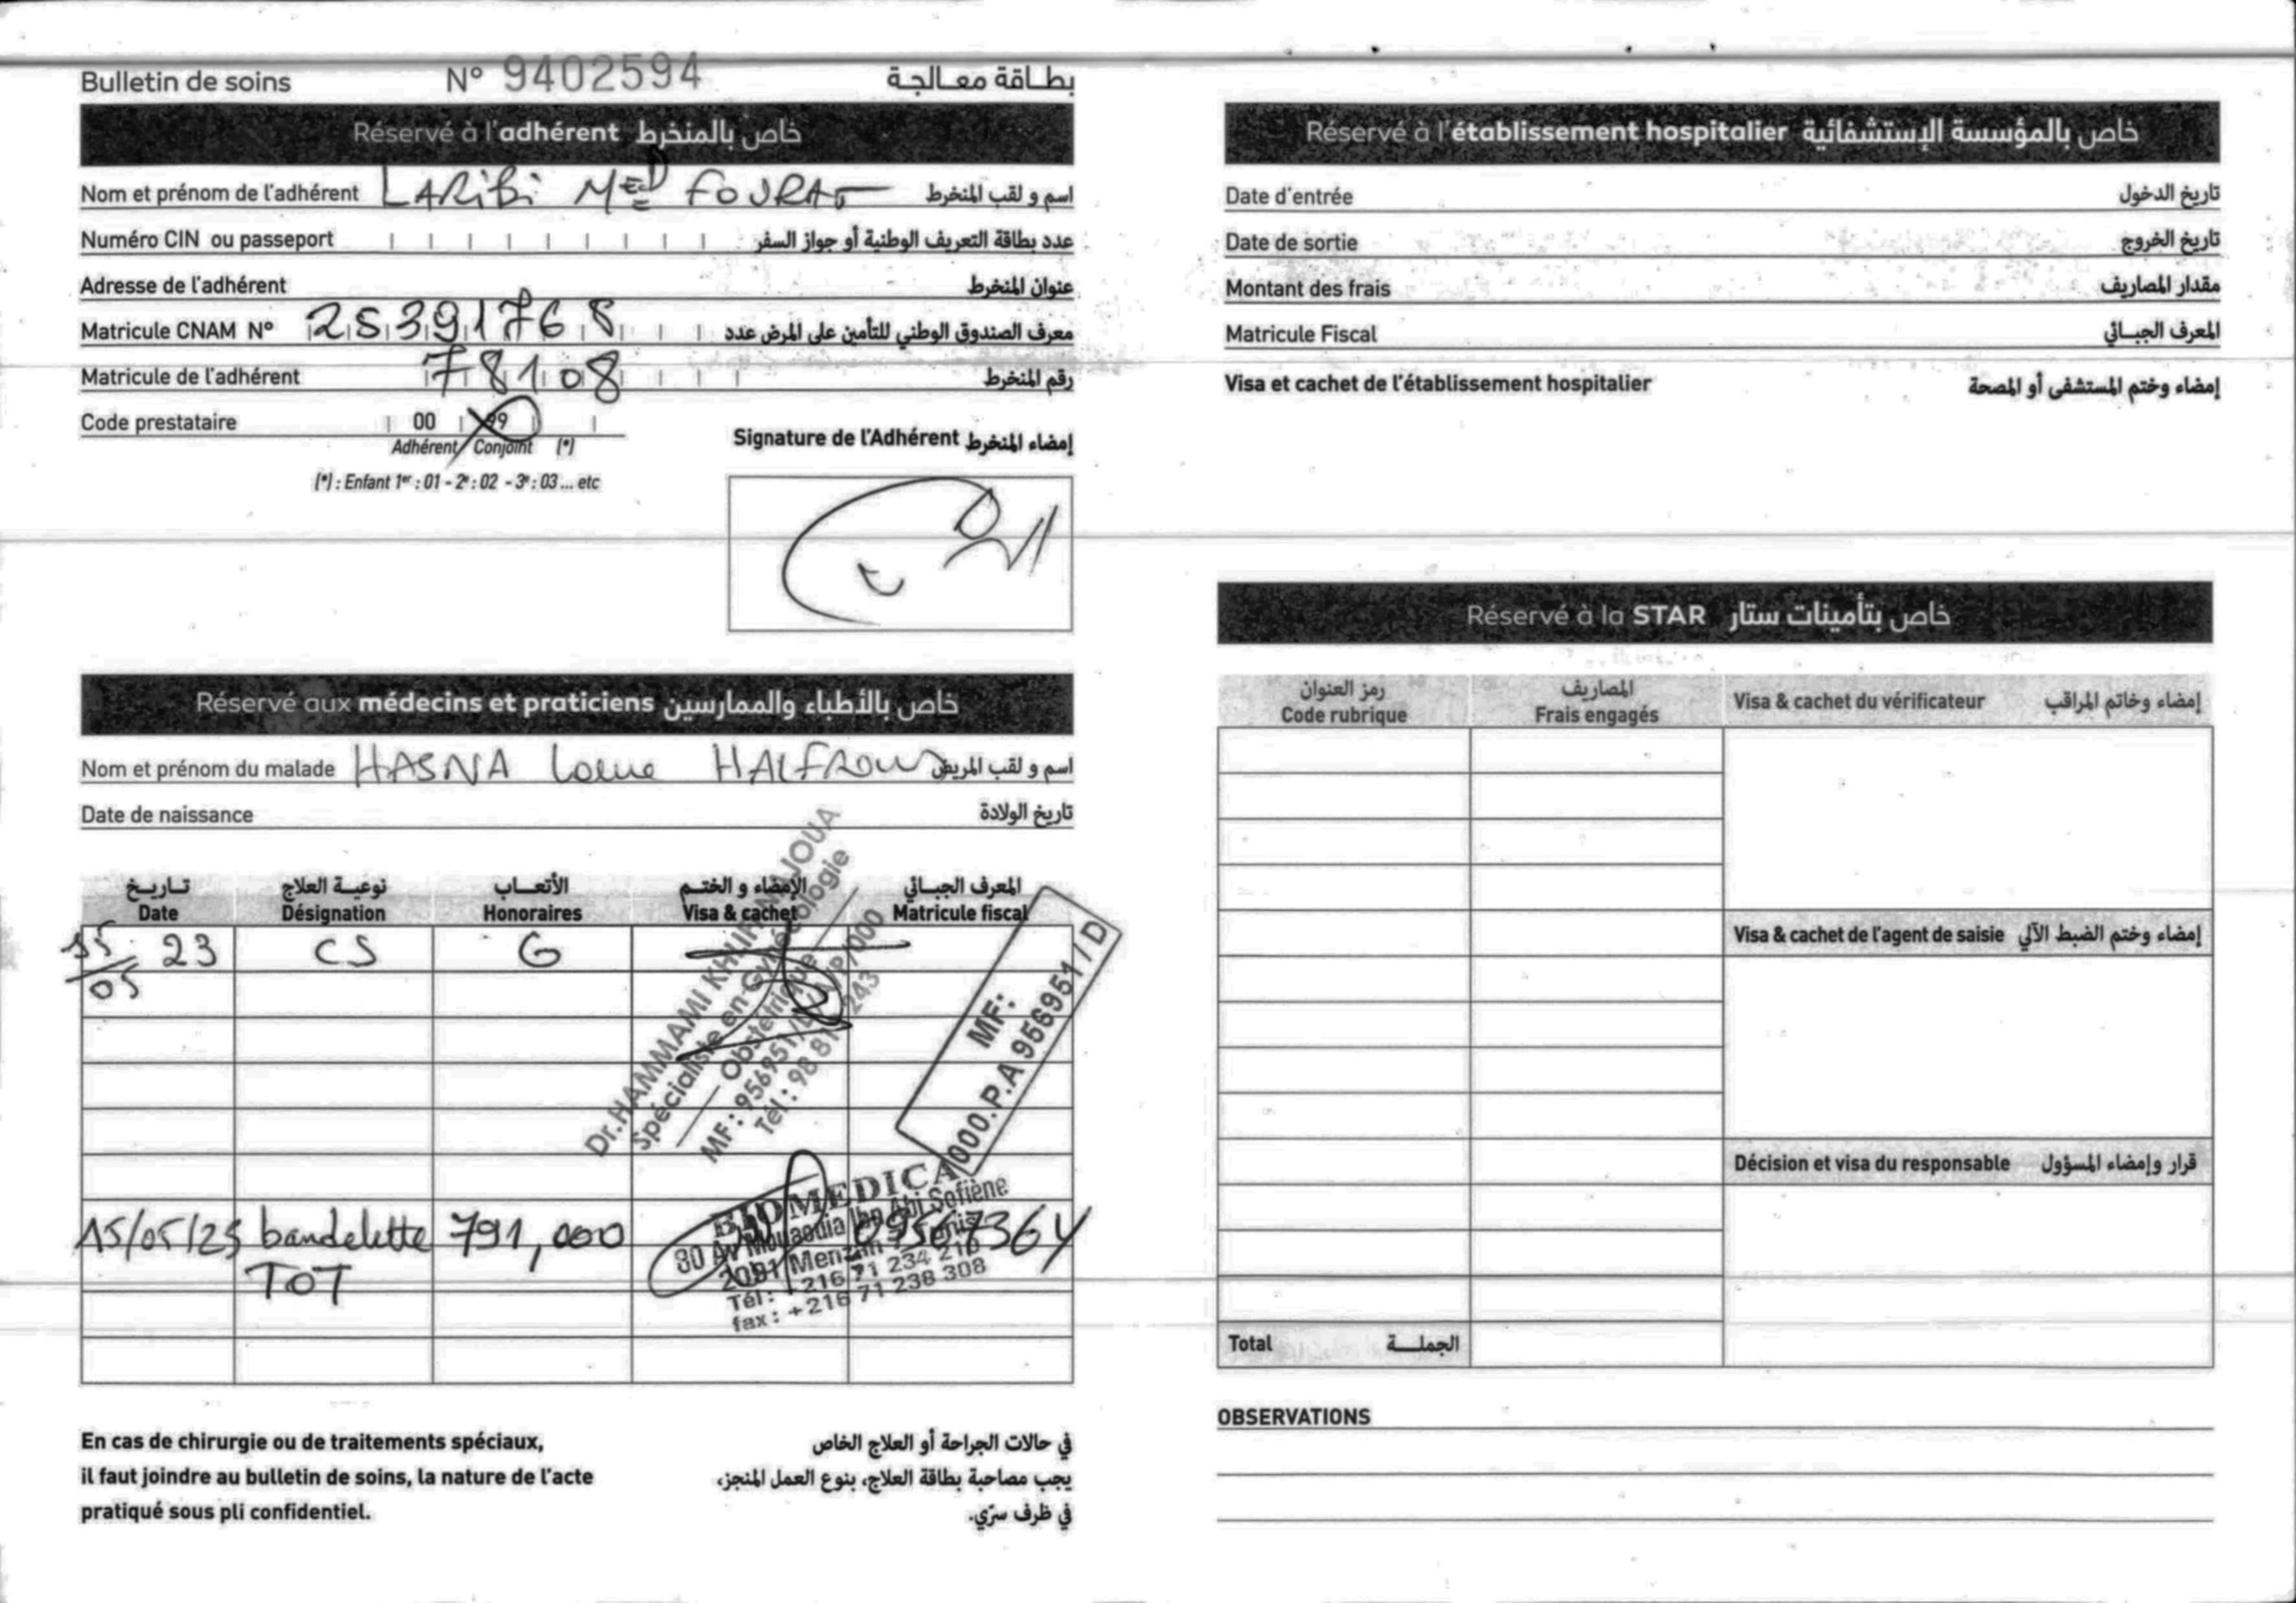 Bulletin de soins N° 9402594 بطاقة معالجة
Réservé à l'adhérent خاص بالمنخرط
Nom et prénom de l'adhérent LARIBI MED FOURAT اسم و لقب المنخرط
Numéro CIN ou passeport عدد بطاقة التعريف الوطنية أو جواز السفر
Adresse de l'adhérent عنوان المنخرط
Matricule CNAM N° 25391768 معرف الصندوق الوطني للتأمين على المرض عدد
Matricule de l'adhérent 78108 رقم المنخرط
Code prestataire 00 99
Adhérent Conjoint (*)
(*) : Enfant 1er : 01 - 2e : 02 - 3e : 03 ... etc
Signature de l'Adhérent إمضاء المنخرط
Réservé aux médecins et praticiens خاص بالأطباء والممارسين
Nom et prénom du malade HASNA اسم و لقب المريض
Date de naissance تاريخ الولادة
تاريخ نوعية العلاج الأتعاب الإمضاء و الختم المعرف الجبائي
Date Désignation Honoraires Visa & cachet Matricule fiscal
15/05 23 CS G
Dr.HAMMAMI KHLIFI
Spécialiste en Gynécologie
Obstétrique
MF: 956951/D/A/P/000
Tél: 98 81 243
MF:
000.P.A 956951 / D
15/05/23 bandelette 791,000 0956736Y
TOT
BIOMEDICA
80 Av Mouaouia Ibn Abi Sofiène
2091 Menzah Tunis
Tél: +216 71 234 210
fax: +216 71 238 308
En cas de chirurgie ou de traitements spéciaux,
il faut joindre au bulletin de soins, la nature de l'acte
pratiqué sous pli confidentiel.
في حالات الجراحة أو العلاج الخاص
يجب مصاحبة بطاقة العلاج، بنوع العمل المنجز،
في ظرف سرّي.
Réservé à l'établissement hospitalier خاص بالمؤسسة الإستشفائية
Date d'entrée تاريخ الدخول
Date de sortie تاريخ الخروج
Montant des frais مقدار المصاريف
Matricule Fiscal المعرف الجبائي
Visa et cachet de l'établissement hospitalier إمضاء وختم المستشفى أو المصحة
Réservé à la STAR خاص بتأمينات ستار
رمز العنوان المصاريف
Code rubrique Frais engagés Visa & cachet du vérificateur إمضاء وخاتم المراقب
Visa & cachet de l'agent de saisie إمضاء وختم الضبط الآلي
Décision et visa du responsable قرار وإمضاء المسؤول
Total الجملة
OBSERVATIONS